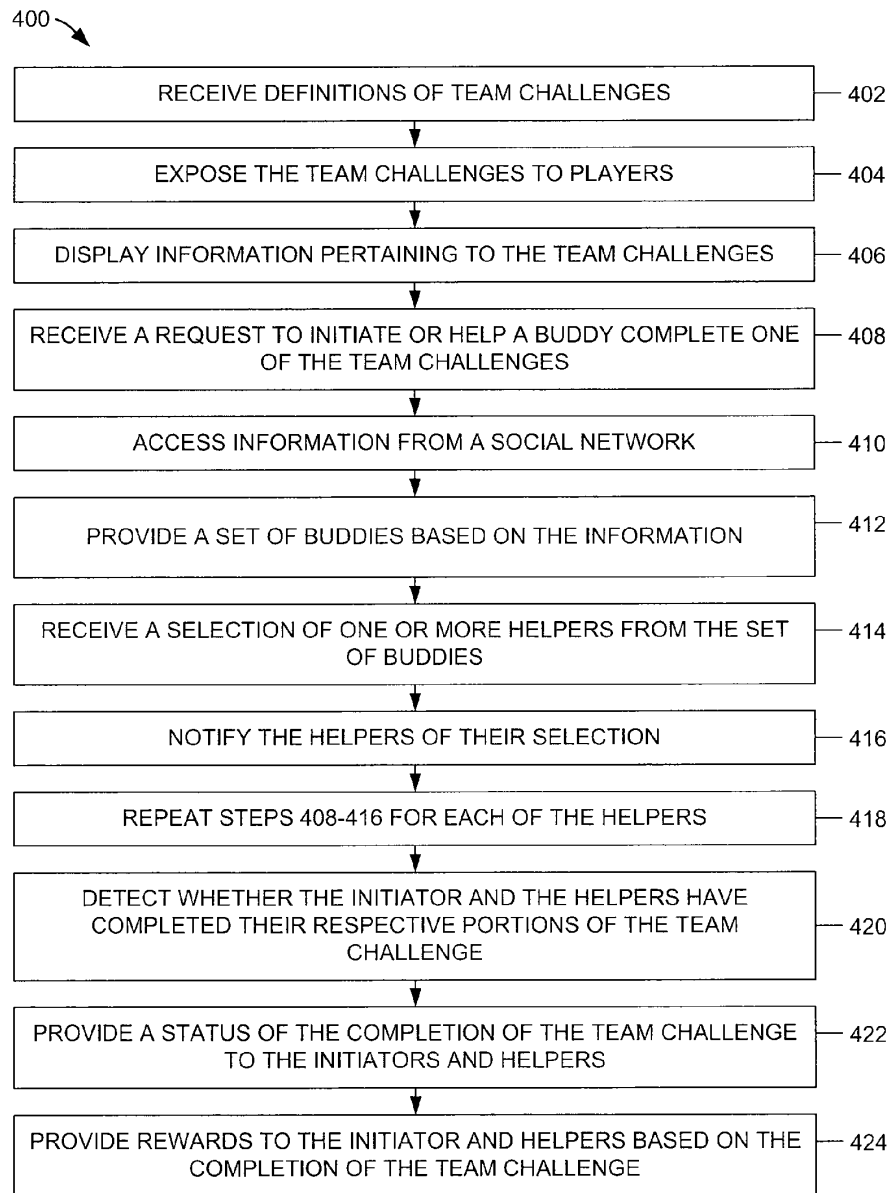 400
RECEIVE DEFINITIONS OF TEAM CHALLENGES
402
EXPOSE THE TEAM CHALLENGES TO PLAYERS
404
DISPLAY INFORMATION PERTAINING TO THE TEAM CHALLENGES
406
RECEIVE A REQUEST TO INITIATE OR HELP A BUDDY COMPLETE ONE
OF THE TEAM CHALLENGES
408
ACCESS INFORMATION FROM A SOCIAL NETWORK
410
PROVIDE A SET OF BUDDIES BASED ON THE INFORMATION
412
RECEIVE A SELECTION OF ONE OR MORE HELPERS FROM THE SET
OF BUDDIES
414
NOTIFY THE HELPERS OF THEIR SELECTION
416
REPEAT STEPS 408-416 FOR EACH OF THE HELPERS
418
DETECT WHETHER THE INITIATOR AND THE HELPERS HAVE
COMPLETED THEIR RESPECTIVE PORTIONS OF THE TEAM
CHALLENGE
420
PROVIDE A STATUS OF THE COMPLETION OF THE TEAM CHALLENGE
TO THE INITIATORS AND HELPERS
422
PROVIDE REWARDS TO THE INITIATOR AND HELPERS BASED ON THE
COMPLETION OF THE TEAM CHALLENGE
424